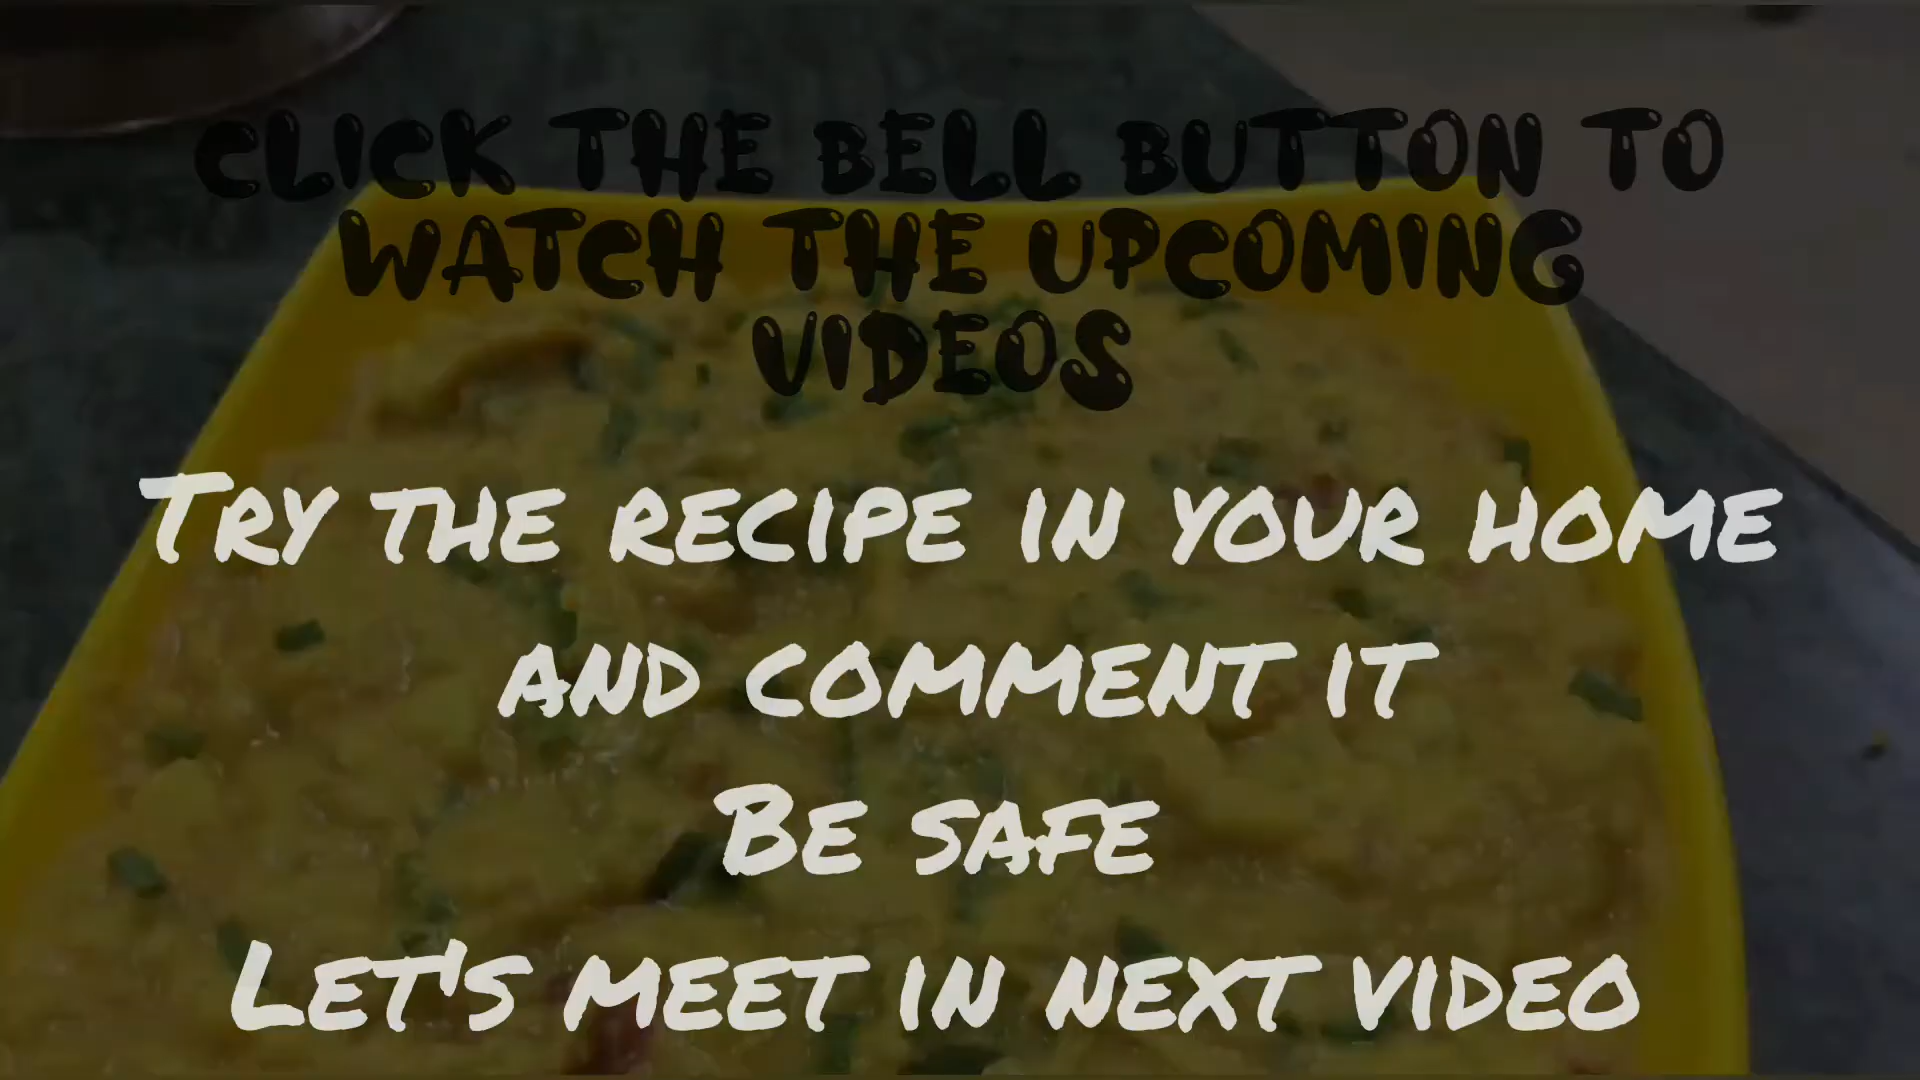 CLICK THE BELL BUTTON TO
WATCH THE UPCOMING
VIDEOS
TRY THE RECIPE IN YOUR HOME
AND COMMENT IT
BE SAFE
LET'S MEET IN NEXT VIDEO